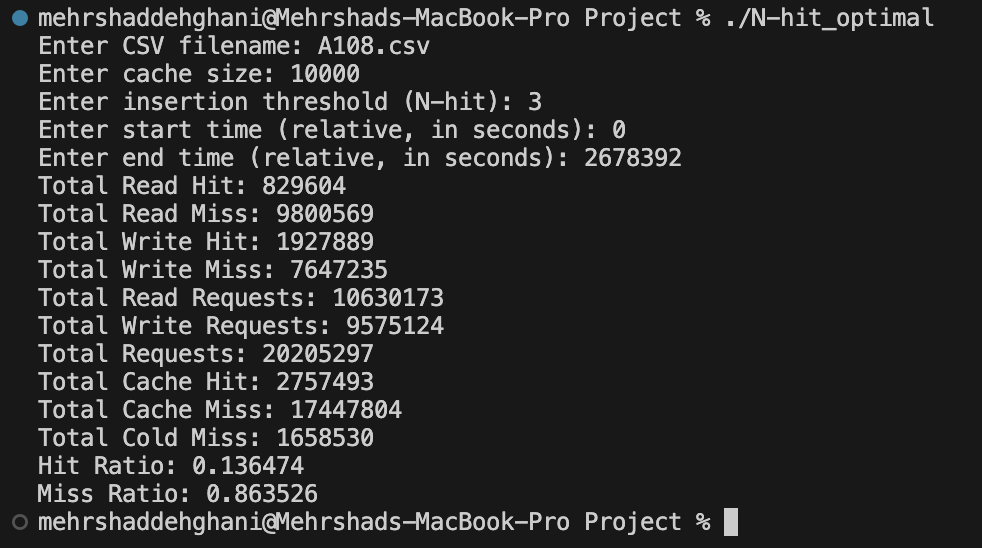 mehrshaddehghani@Mehrshads-MacBook-Pro Project % ./N-hit_optimal
Enter CSV filename: A108.csv
Enter cache size: 10000
Enter insertion threshold (N-hit): 3
Enter start time (relative, in seconds): 0
Enter end time (relative, in seconds): 2678392
Total Read Hit: 829604
Total Read Miss: 9800569
Total Write Hit: 1927889
Total Write Miss: 7647235
Total Read Requests: 10630173
Total Write Requests: 9575124
Total Requests: 20205297
Total Cache Hit: 2757493
Total Cache Miss: 17447804
Total Cold Miss: 1658530
Hit Ratio: 0.136474
Miss Ratio: 0.863526
mehrshaddehghani@Mehrshads-MacBook-Pro Project %